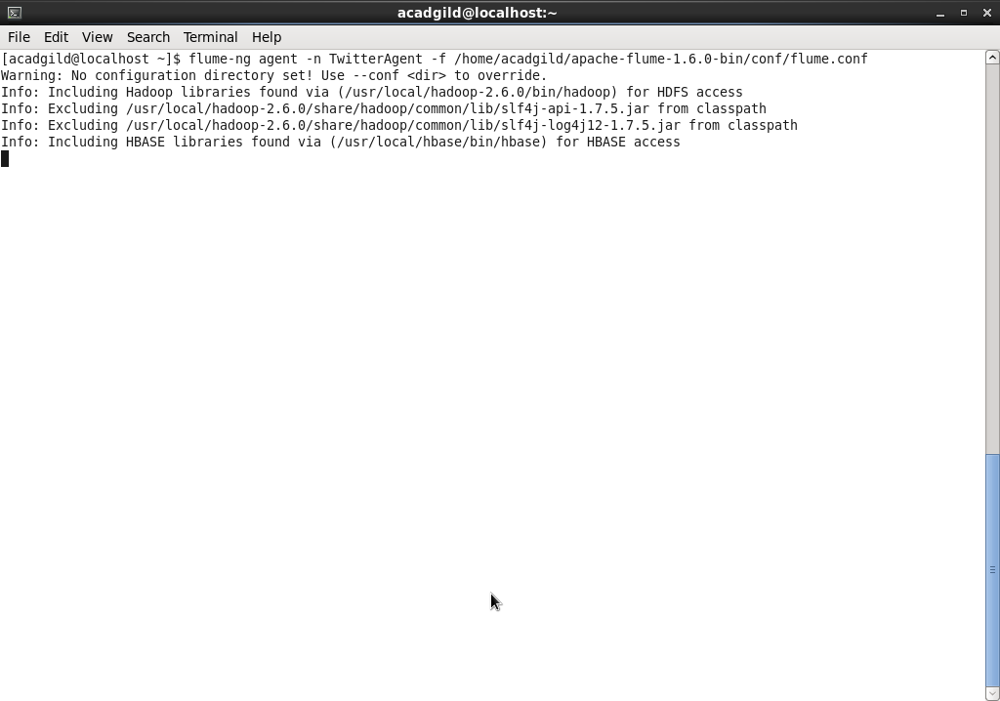 acadgild@localhost:~
File Edit View Search Terminal Help
[acadgild@localhost ~]$ flume-ng agent -n TwitterAgent -f /home/acadgild/apache-flume-1.6.0-bin/conf/flume.conf
Warning: No configuration directory set! Use --conf <dir> to override.
Info: Including Hadoop libraries found via (/usr/local/hadoop-2.6.0/bin/hadoop) for HDFS access
Info: Excluding /usr/local/hadoop-2.6.0/share/hadoop/common/lib/slf4j-api-1.7.5.jar from classpath
Info: Excluding /usr/local/hadoop-2.6.0/share/hadoop/common/lib/slf4j-log4j12-1.7.5.jar from classpath
Info: Including HBASE libraries found via (/usr/local/hbase/bin/hbase) for HBASE access